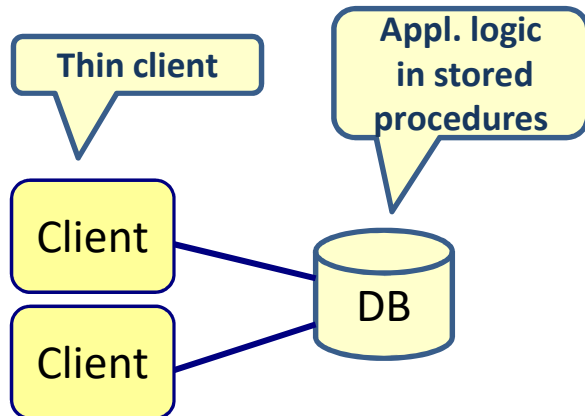 Thin client
Appl. logic
in stored
procedures
Client
DB
Client